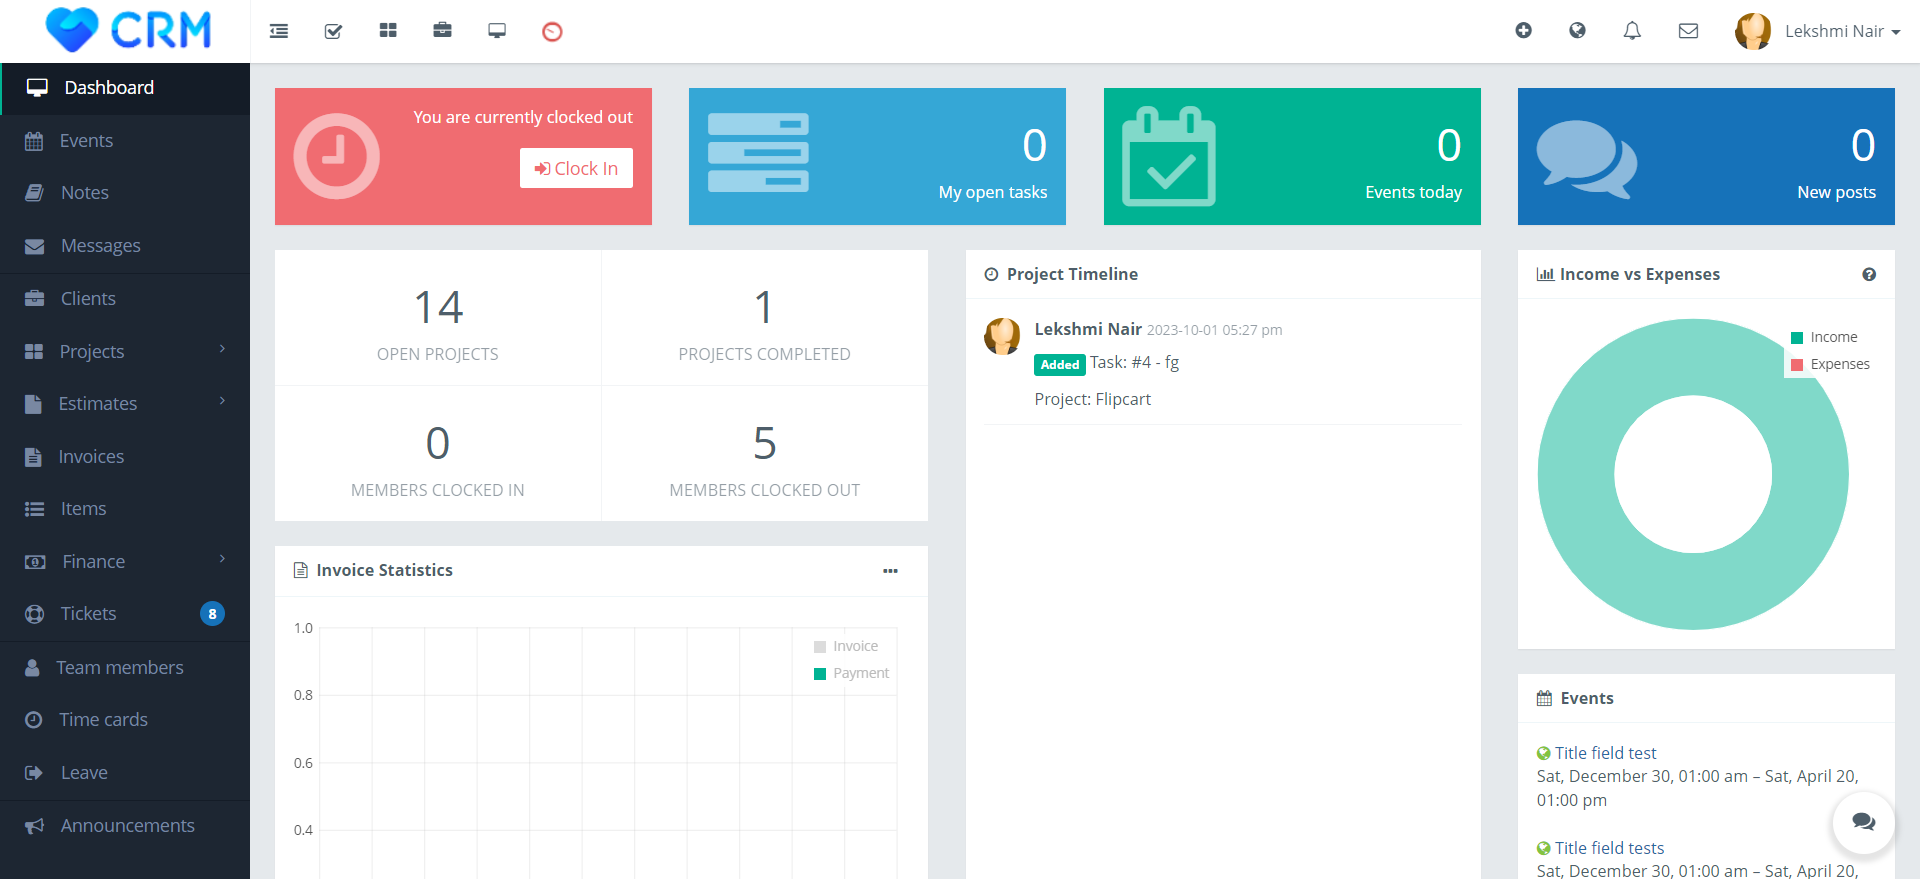 CRM
Lekshmi Nair
Dashboard
Events
Notes
Messages
Clients
Projects
Estimates
Invoices
Items
Finance
Tickets
8
Team members
Time cards
Leave
Announcements
You are currently clocked out
Clock In
0
My open tasks
0
Events today
0
New posts
14
OPEN PROJECTS
1
PROJECTS COMPLETED
0
MEMBERS CLOCKED IN
5
MEMBERS CLOCKED OUT
Invoice Statistics
1.0
0.8
0.6
0.4
Invoice
Payment
Project Timeline
Lekshmi Nair 2023-10-01 05:27 pm
Added Task: #4 - fg
Project: Flipcart
Income vs Expenses
Income
Expenses
Events
Title field test
Sat, December 30, 01:00 am – Sat, April 20,
01:00 pm
Title field tests
Sat, December 30, 01:00 am – Sat, April 20,